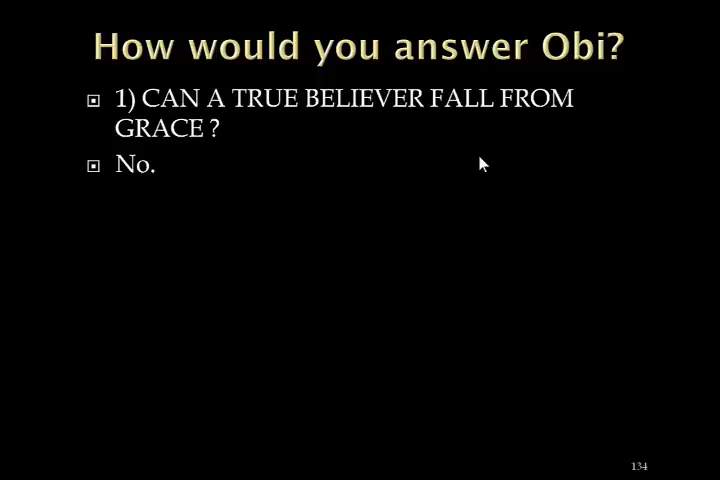 How would you answer Obi?
1) CAN A TRUE BELIEVER FALL FROM
GRACE ?
No.
134